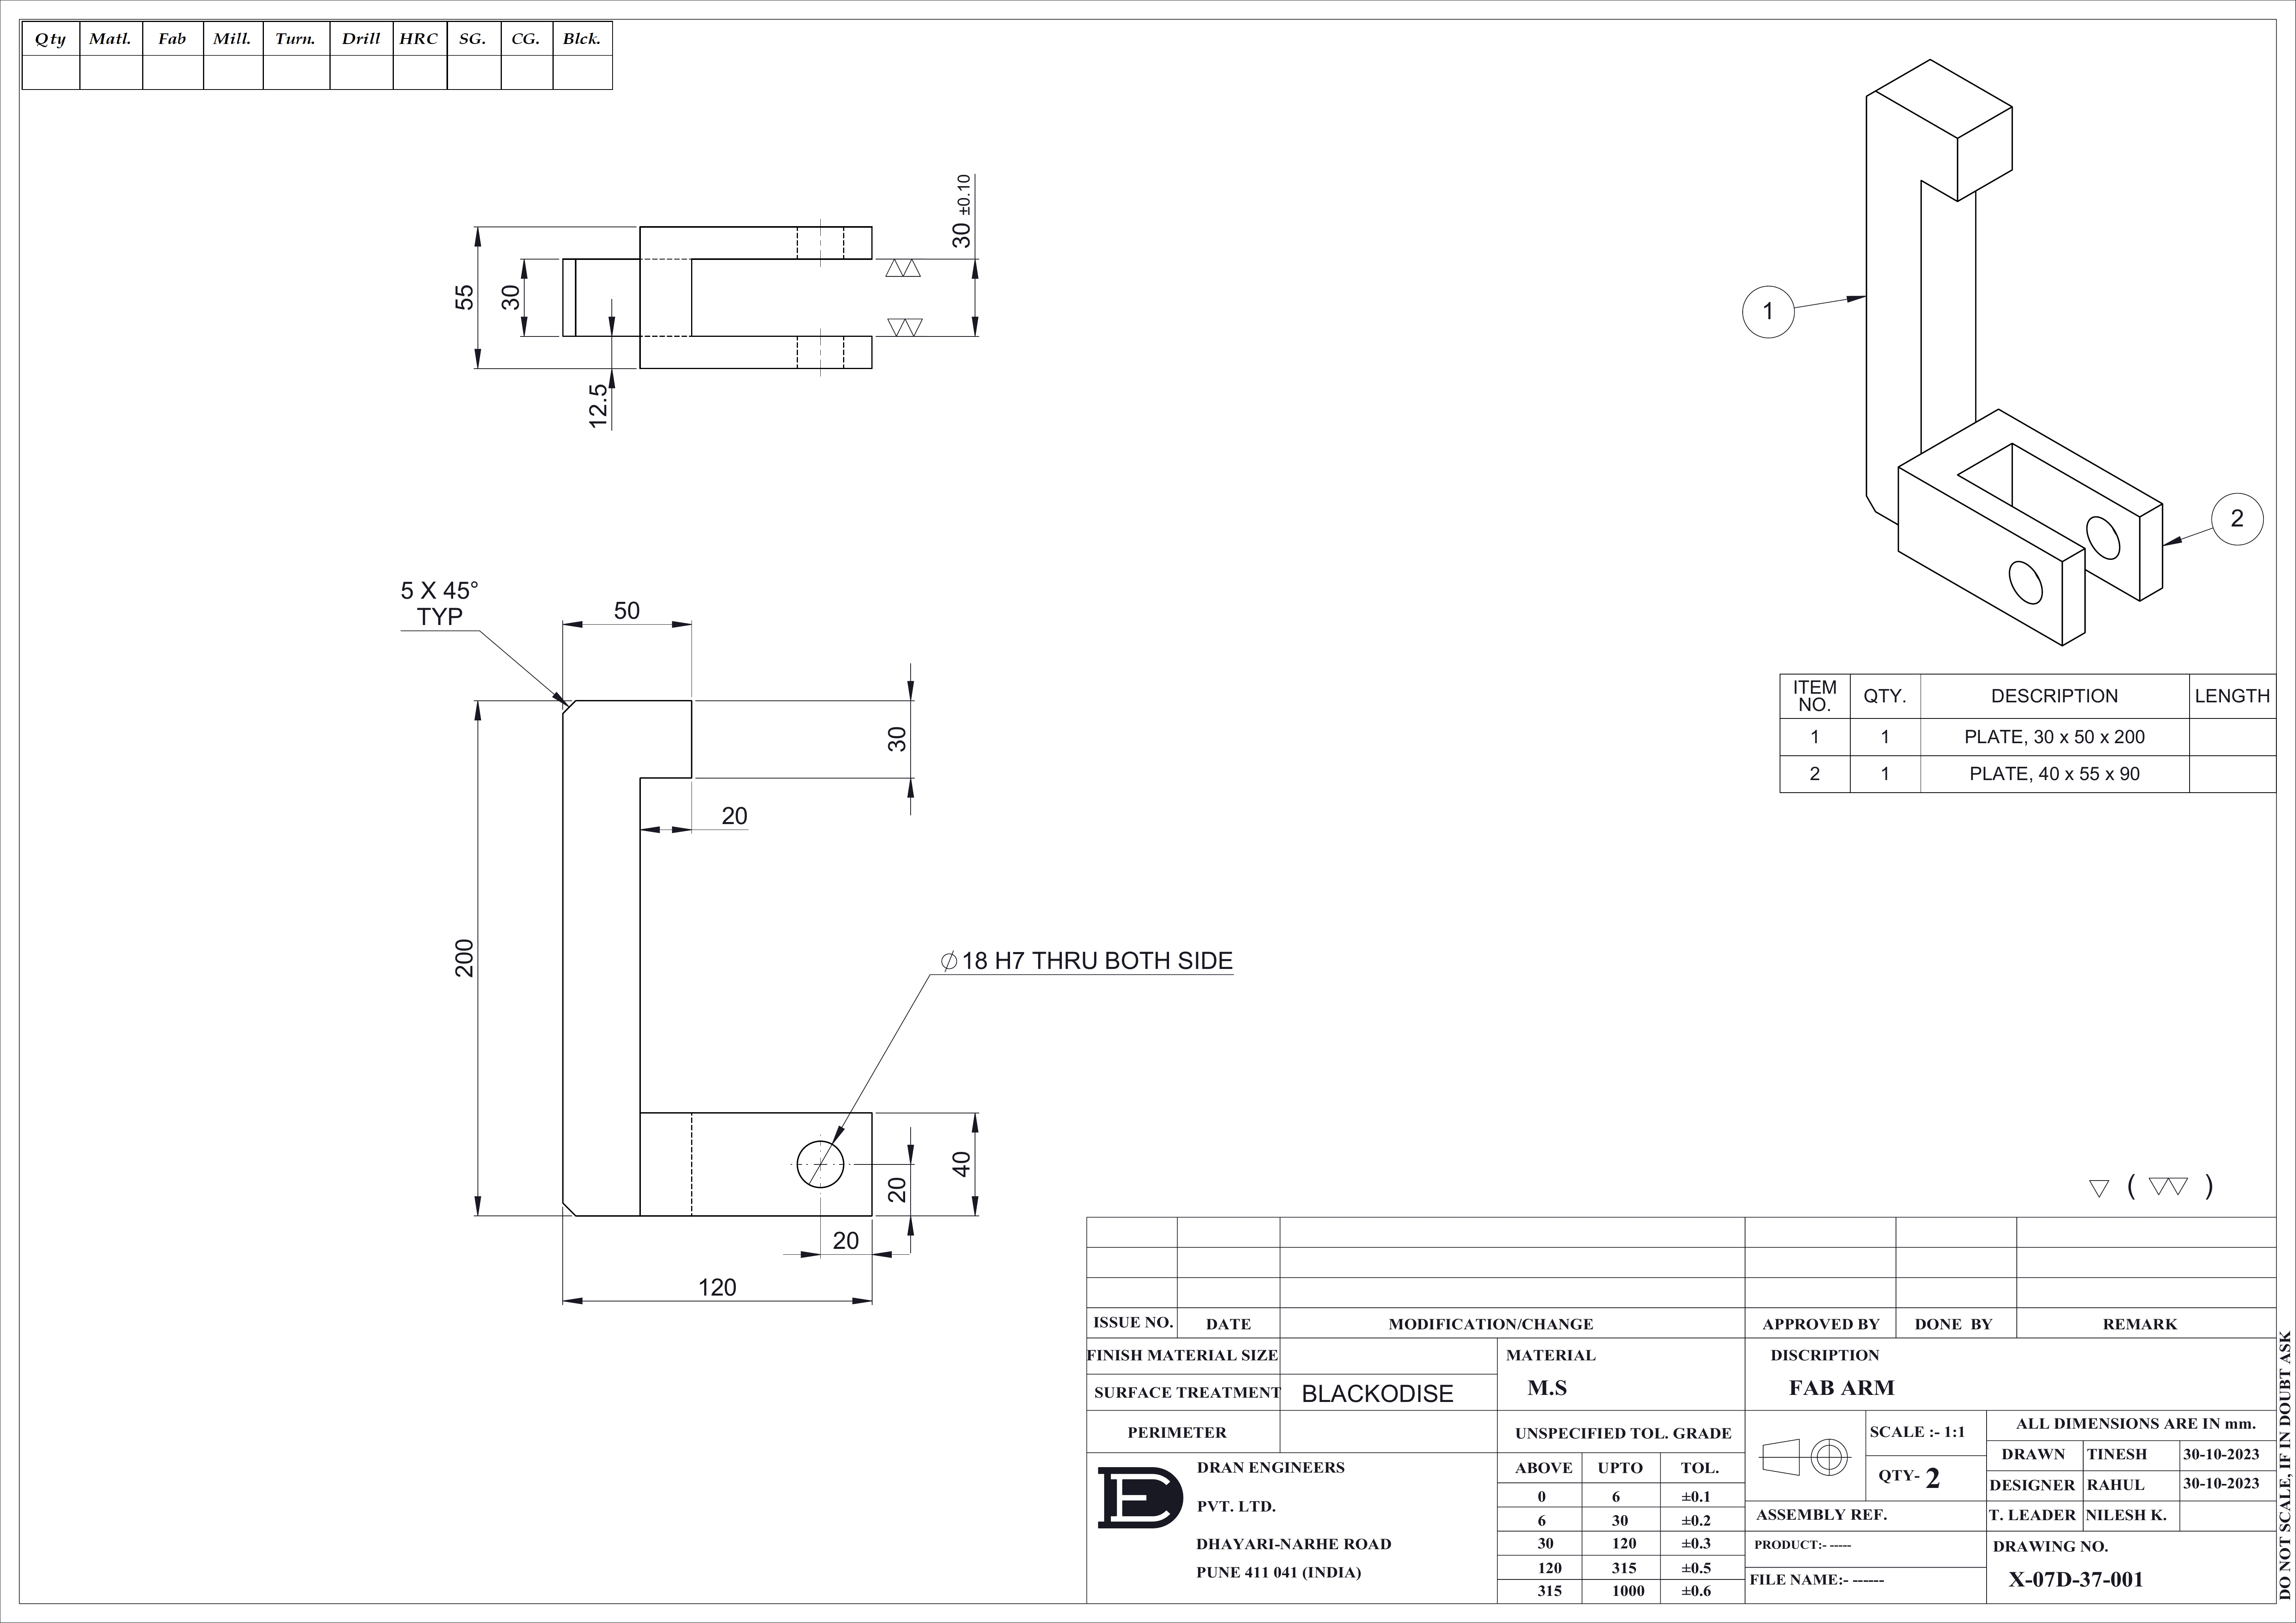 Qty Matl. Fab Mill. Turn. Drill HRC SG. CG. Blck.
55
30
12.5
30 ±0.10
1
2
5 X 45°
TYP
50
30
20
200
⌀18 H7 THRU BOTH SIDE
40
20
20
120
ITEM NO. QTY. DESCRIPTION LENGTH
1 1 PLATE, 30 x 50 x 200
2 1 PLATE, 40 x 55 x 90
( )
ISSUE NO. DATE MODIFICATION/CHANGE APPROVED BY DONE BY REMARK
FINISH MATERIAL SIZE
SURFACE TREATMENT BLACKODISE
PERIMETER
MATERIAL
M.S
DISCRIPTION
FAB ARM
UNSPECIFIED TOL. GRADE
ABOVE UPTO TOL.
0 6 ±0.1
6 30 ±0.2
30 120 ±0.3
120 315 ±0.5
315 1000 ±0.6
DE
DRAN ENGINEERS
PVT. LTD.
DHAYARI-NARHE ROAD
PUNE 411 041 (INDIA)
SCALE :- 1:1
QTY- 2
ALL DIMENSIONS ARE IN mm.
DRAWN TINESH 30-10-2023
DESIGNER RAHUL 30-10-2023
T. LEADER NILESH K.
ASSEMBLY REF.
PRODUCT:- -----
FILE NAME:- ------
DRAWING NO.
X-07D-37-001
DO NOT SCALE, IF IN DOUBT ASK